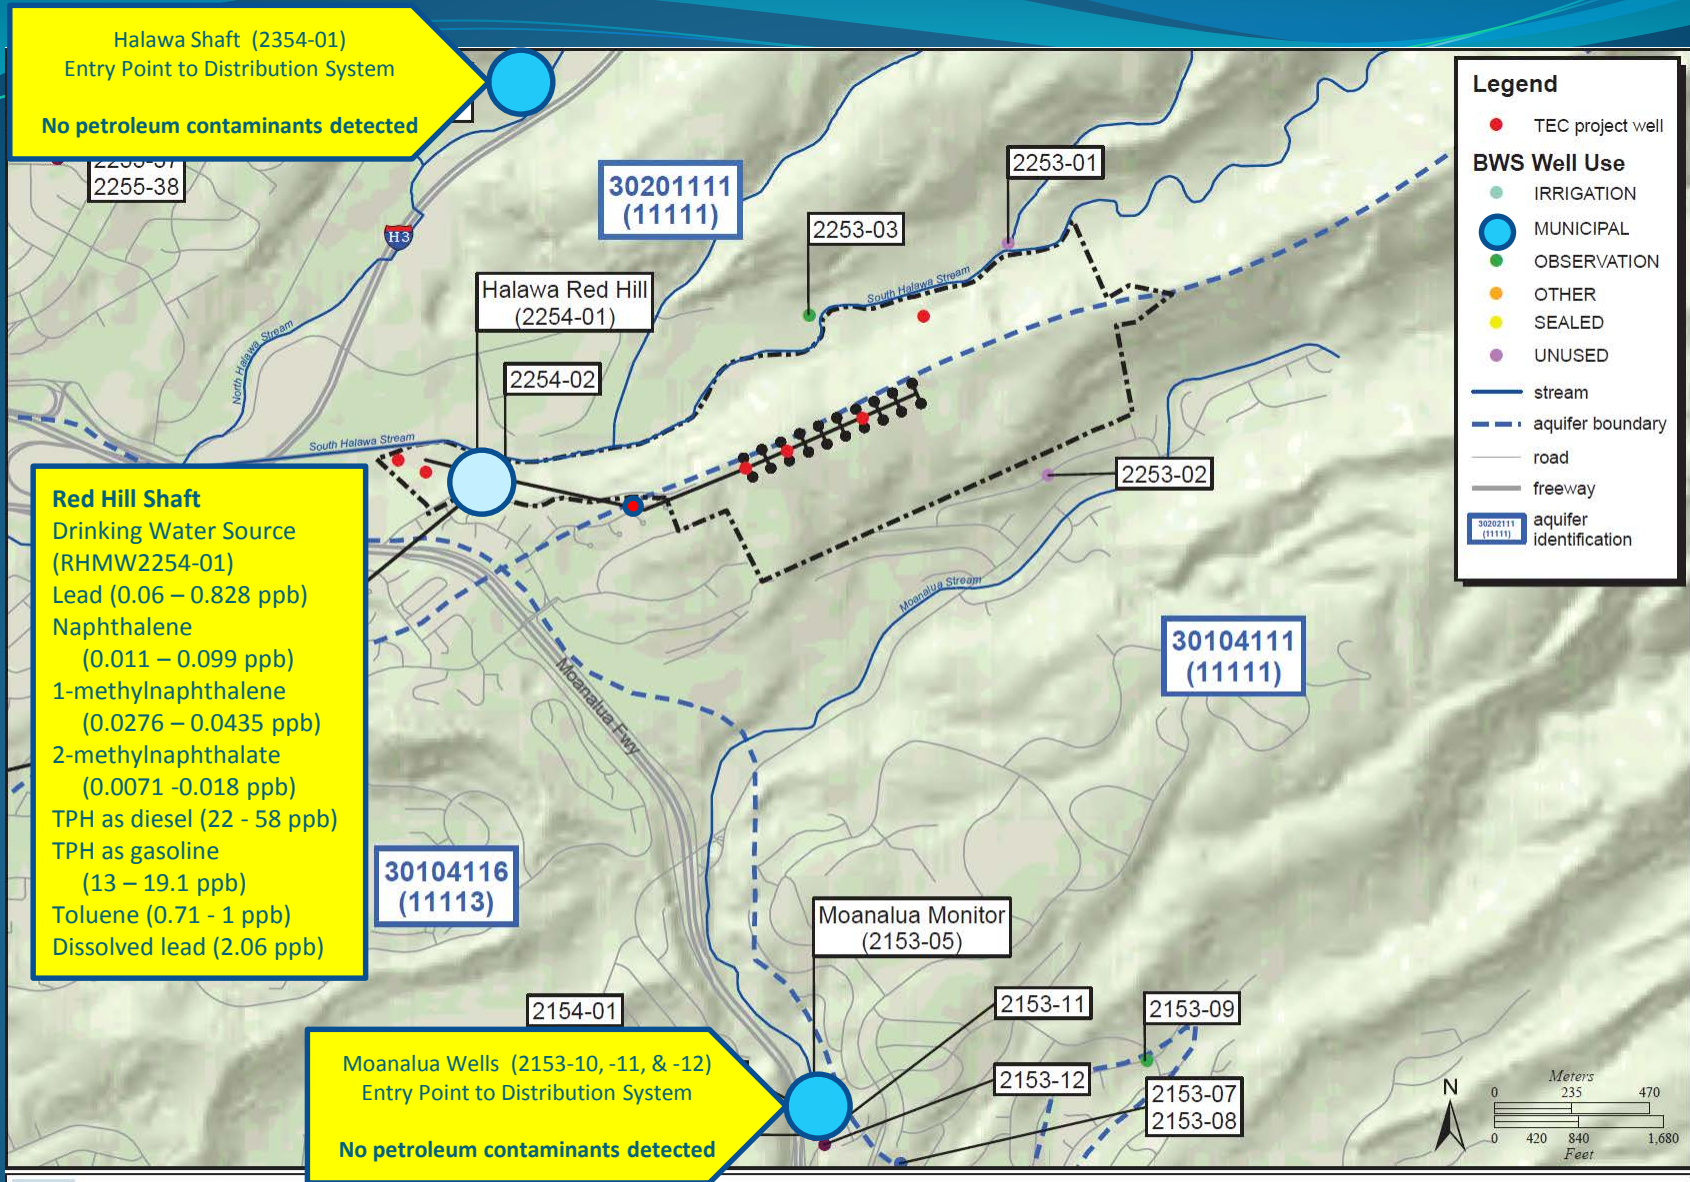 Halawa Shaft (2354-01)
Entry Point to Distribution System
No petroleum contaminants detected
2255-38
H3
30201111
(11111)
2253-01
2253-03
South Halawa Stream
Halawa Red Hill
(2254-01)
2254-02
North Halawa Stream
South Halawa Stream
2253-02
Moanalua Stream
Moanalua Fwy
30104111
(11111)
30104116
(11113)
Red Hill Shaft
Drinking Water Source
(RHMW2254-01)
Lead (0.06 – 0.828 ppb)
Naphthalene
(0.011 – 0.099 ppb)
1-methylnaphthalene
(0.0276 – 0.0435 ppb)
2-methylnaphthalate
(0.0071 -0.018 ppb)
TPH as diesel (22 - 58 ppb)
TPH as gasoline
(13 – 19.1 ppb)
Toluene (0.71 - 1 ppb)
Dissolved lead (2.06 ppb)
Moanalua Monitor
(2153-05)
2154-01
2153-11
2153-09
2153-12
2153-07
2153-08
Moanalua Wells (2153-10, -11, & -12)
Entry Point to Distribution System
No petroleum contaminants detected
Legend
TEC project well
BWS Well Use
IRRIGATION
MUNICIPAL
OBSERVATION
OTHER
SEALED
UNUSED
stream
aquifer boundary
road
freeway
30202111
(11111)
aquifer
identification
N
Meters
0 235 470
0 420 840 1,680
Feet